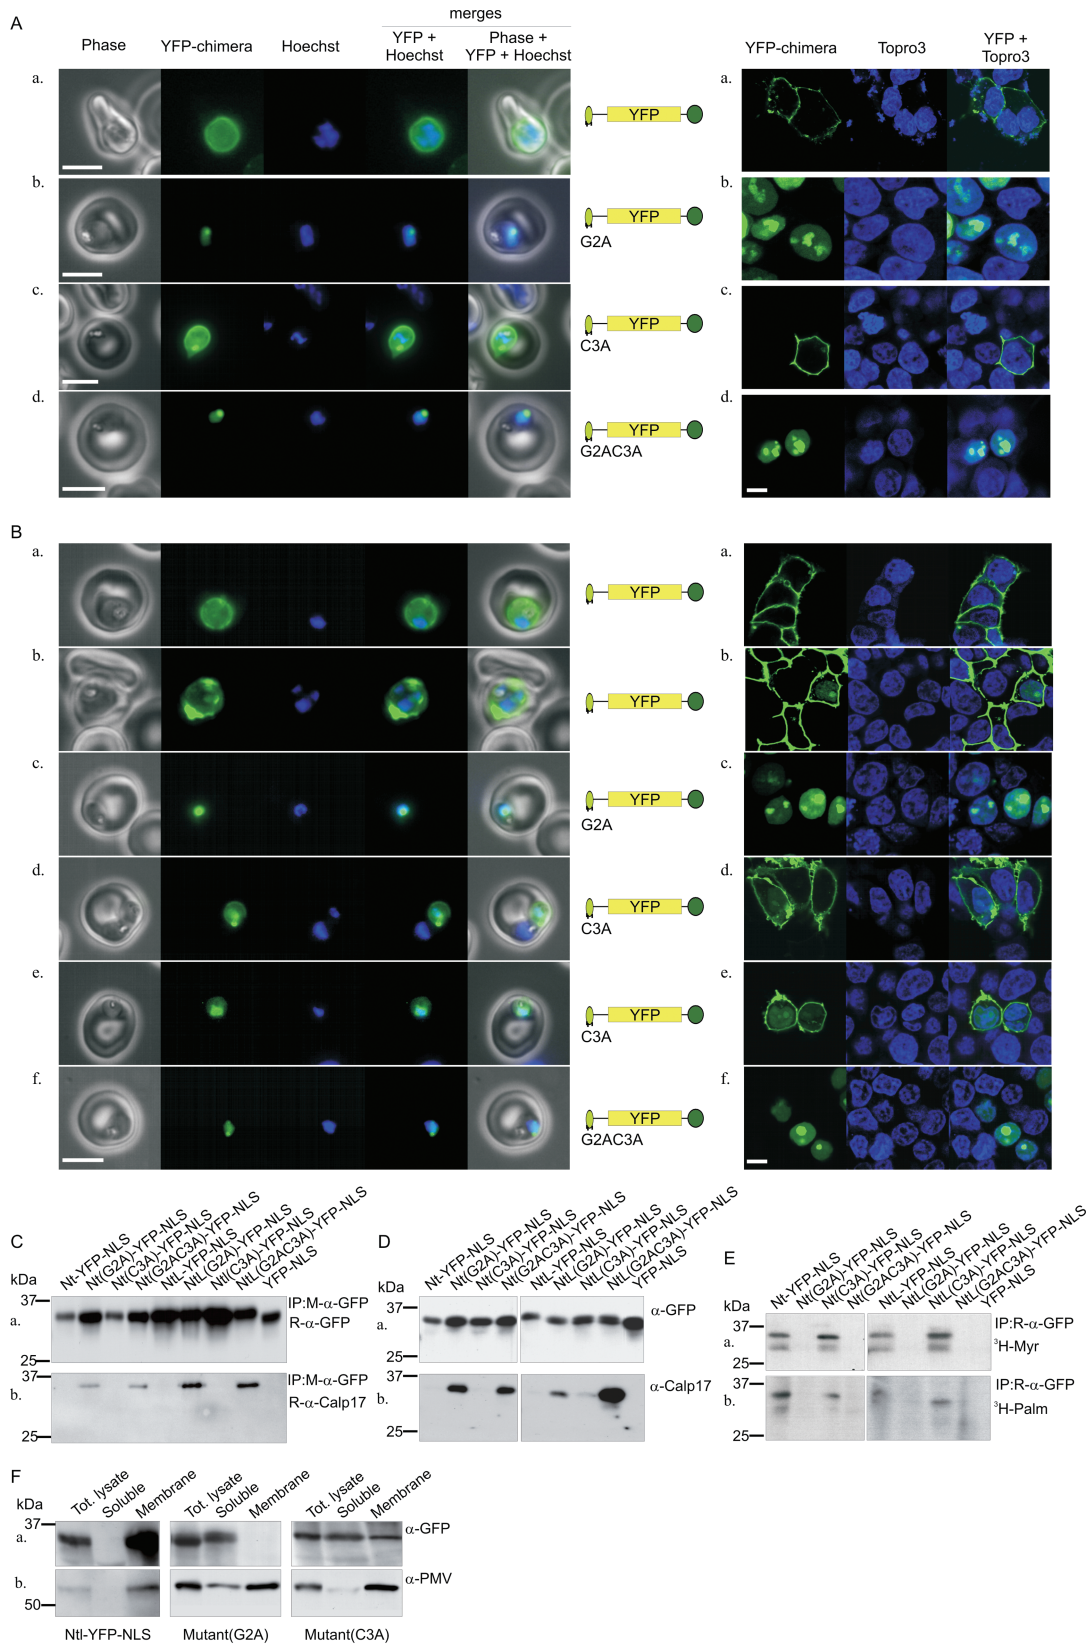 A
merges
Phase
YFP-chimera
Hoechst
YFP +
Hoechst
Phase +
YFP + Hoechst
YFP-chimera
Topro3
YFP +
Topro3
a.
YFP
a.
b.
YFP
G2A
b.
c.
YFP
C3A
c.
d.
YFP
G2AC3A
d.
B
a.
YFP
a.
b.
YFP
b.
c.
YFP
G2A
c.
d.
YFP
C3A
d.
e.
YFP
C3A
e.
f.
YFP
G2AC3A
f.
C
kDa
Nt-YFP-NLS
Nt(G2A)-YFP-NLS
Nt(C3A)-YFP-NLS
Nt(G2AC3A)-YFP-NLS
NtL-YFP-NLS
NtL(G2A)-YFP-NLS
Ntl(C3A)-YFP-NLS
NtL(G2AC3A)-YFP-NLS
YFP-NLS
37
a.
25
IP:M-α-GFP
R-α-GFP
37
b.
25
IP:M-α-GFP
R-α-Calp17
D
kDa
Nt-YFP-NLS
Nt(G2A)-YFP-NLS
Nt(C3A)-YFP-NLS
Nt(G2AC3A)-YFP-NLS
NtL-YFP-NLS
NtL(G2A)-YFP-NLS
NtL(C3A)-YFP-NLS
NtL(G2AC3A)-YFP-NLS
YFP-NLS
37
a.
25
α-GFP
37
b.
25
α-Calp17
E
kDa
Nt-YFP-NLS
Nt(G2A)-YFP-NLS
Nt(C3A)-YFP-NLS
Nt(G2AC3A)-YFP-NLS
NtL-YFP-NLS
NtL(G2A)-YFP-NLS
NtL(C3A)-YFP-NLS
NtL(G2AC3A)-YFP-NLS
YFP-NLS
37
a.
25
IP:R-α-GFP
³H-Myr
37
b.
25
IP:R-α-GFP
³H-Palm
F
kDa
Tot. lysate
Soluble
Membrane
Tot. lysate
Soluble
Membrane
Tot. lysate
Soluble
Membrane
37
a.
α-GFP
b.
50
α-PMV
Ntl-YFP-NLS
Mutant(G2A)
Mutant(C3A)